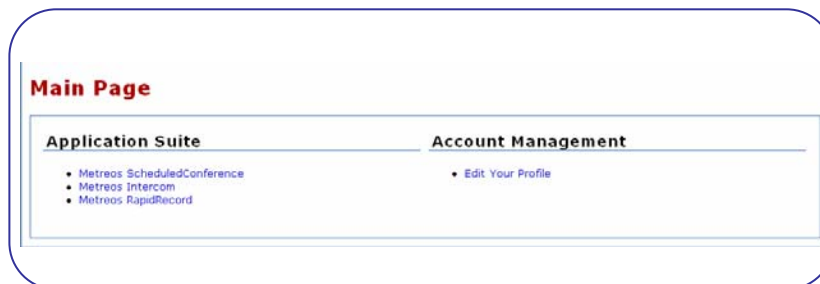 Main Page
Application Suite
Metreos ScheduledConference
Metreos Intercom
Metreos RapidRecord
Account Management
Edit Your Profile